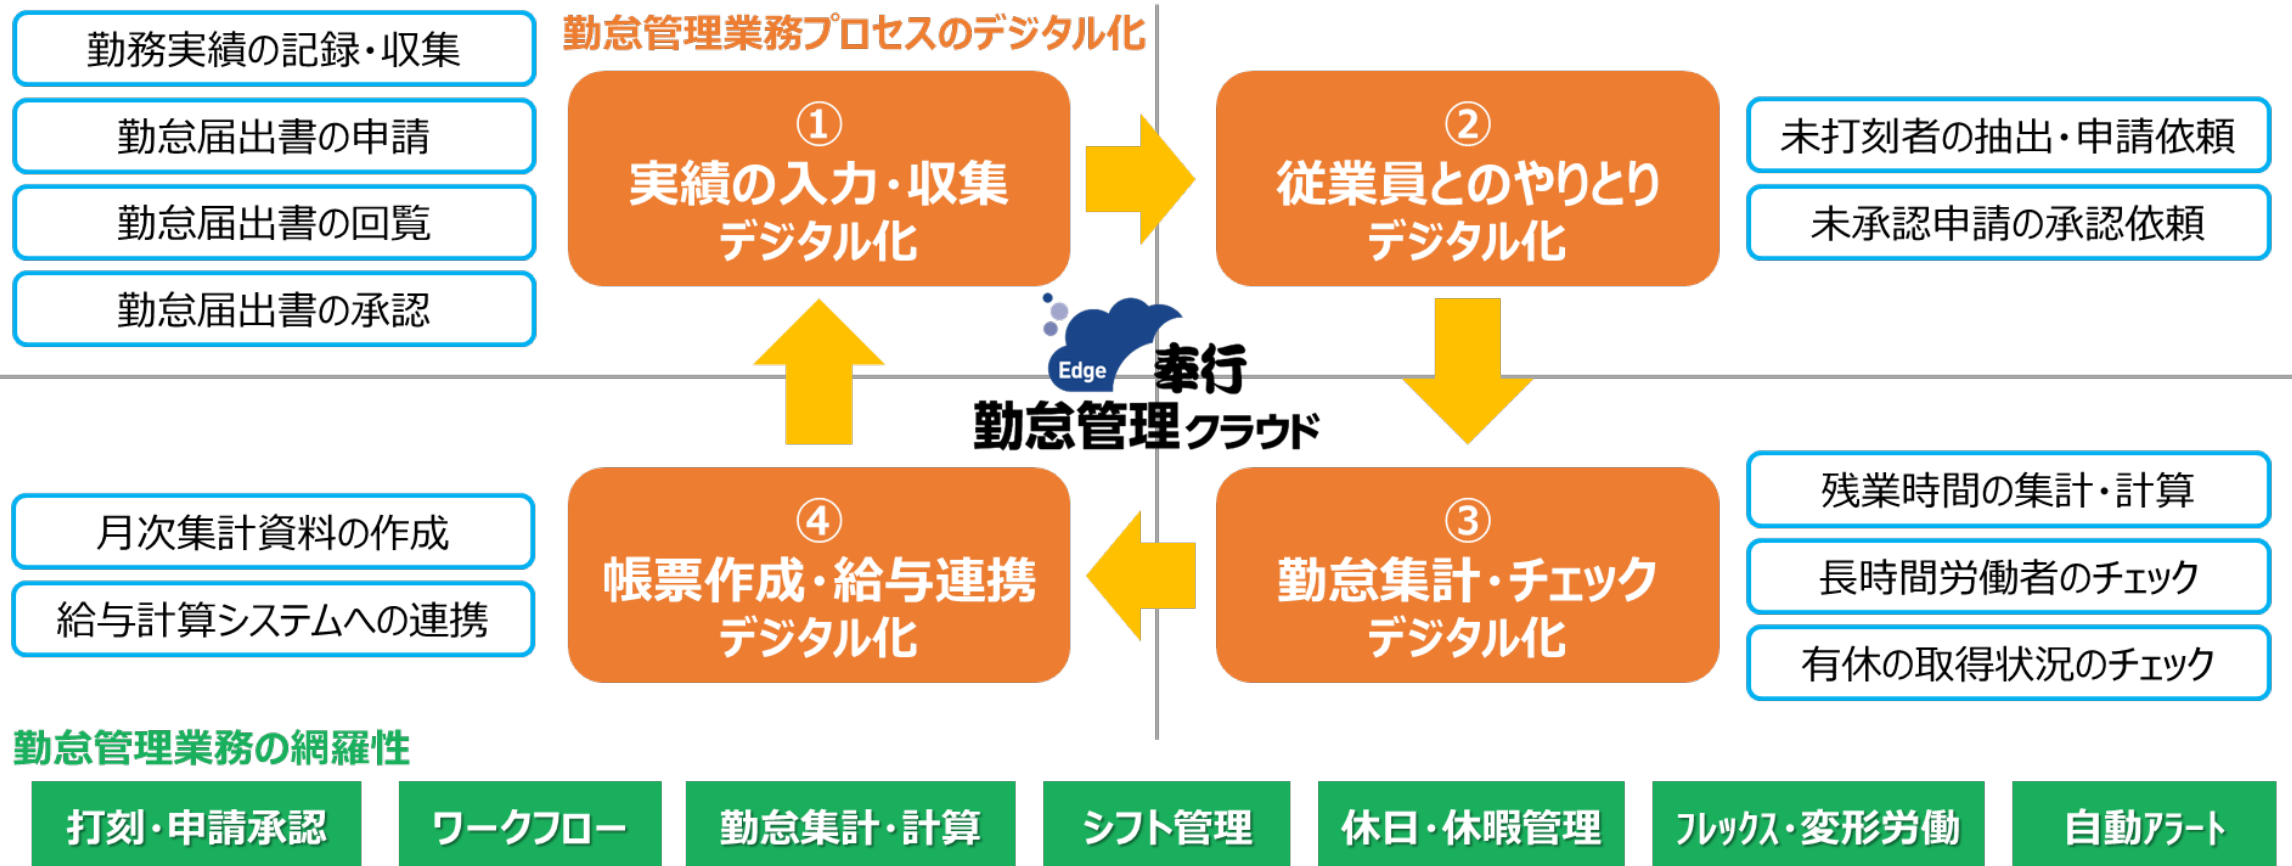 勤怠管理業務プロセスのデジタル化
勤務実績の記録・収集
勤怠届出書の申請
勤怠届出書の回覧
勤怠届出書の承認
①
実績の入力・収集
デジタル化
②
従業員とのやりとり
デジタル化
未打刻者の抽出・申請依頼
未承認申請の承認依頼
Edge
奉行
勤怠管理クラウド
月次集計資料の作成
給与計算システムへの連携
④
帳票作成・給与連携
デジタル化
③
勤怠集計・チェック
デジタル化
残業時間の集計・計算
長時間労働者のチェック
有休の取得状況のチェック
勤怠管理業務の網羅性
打刻・申請承認
ワークフロー
勤怠集計・計算
シフト管理
休日・休暇管理
フレックス・変形労働
自動アラート